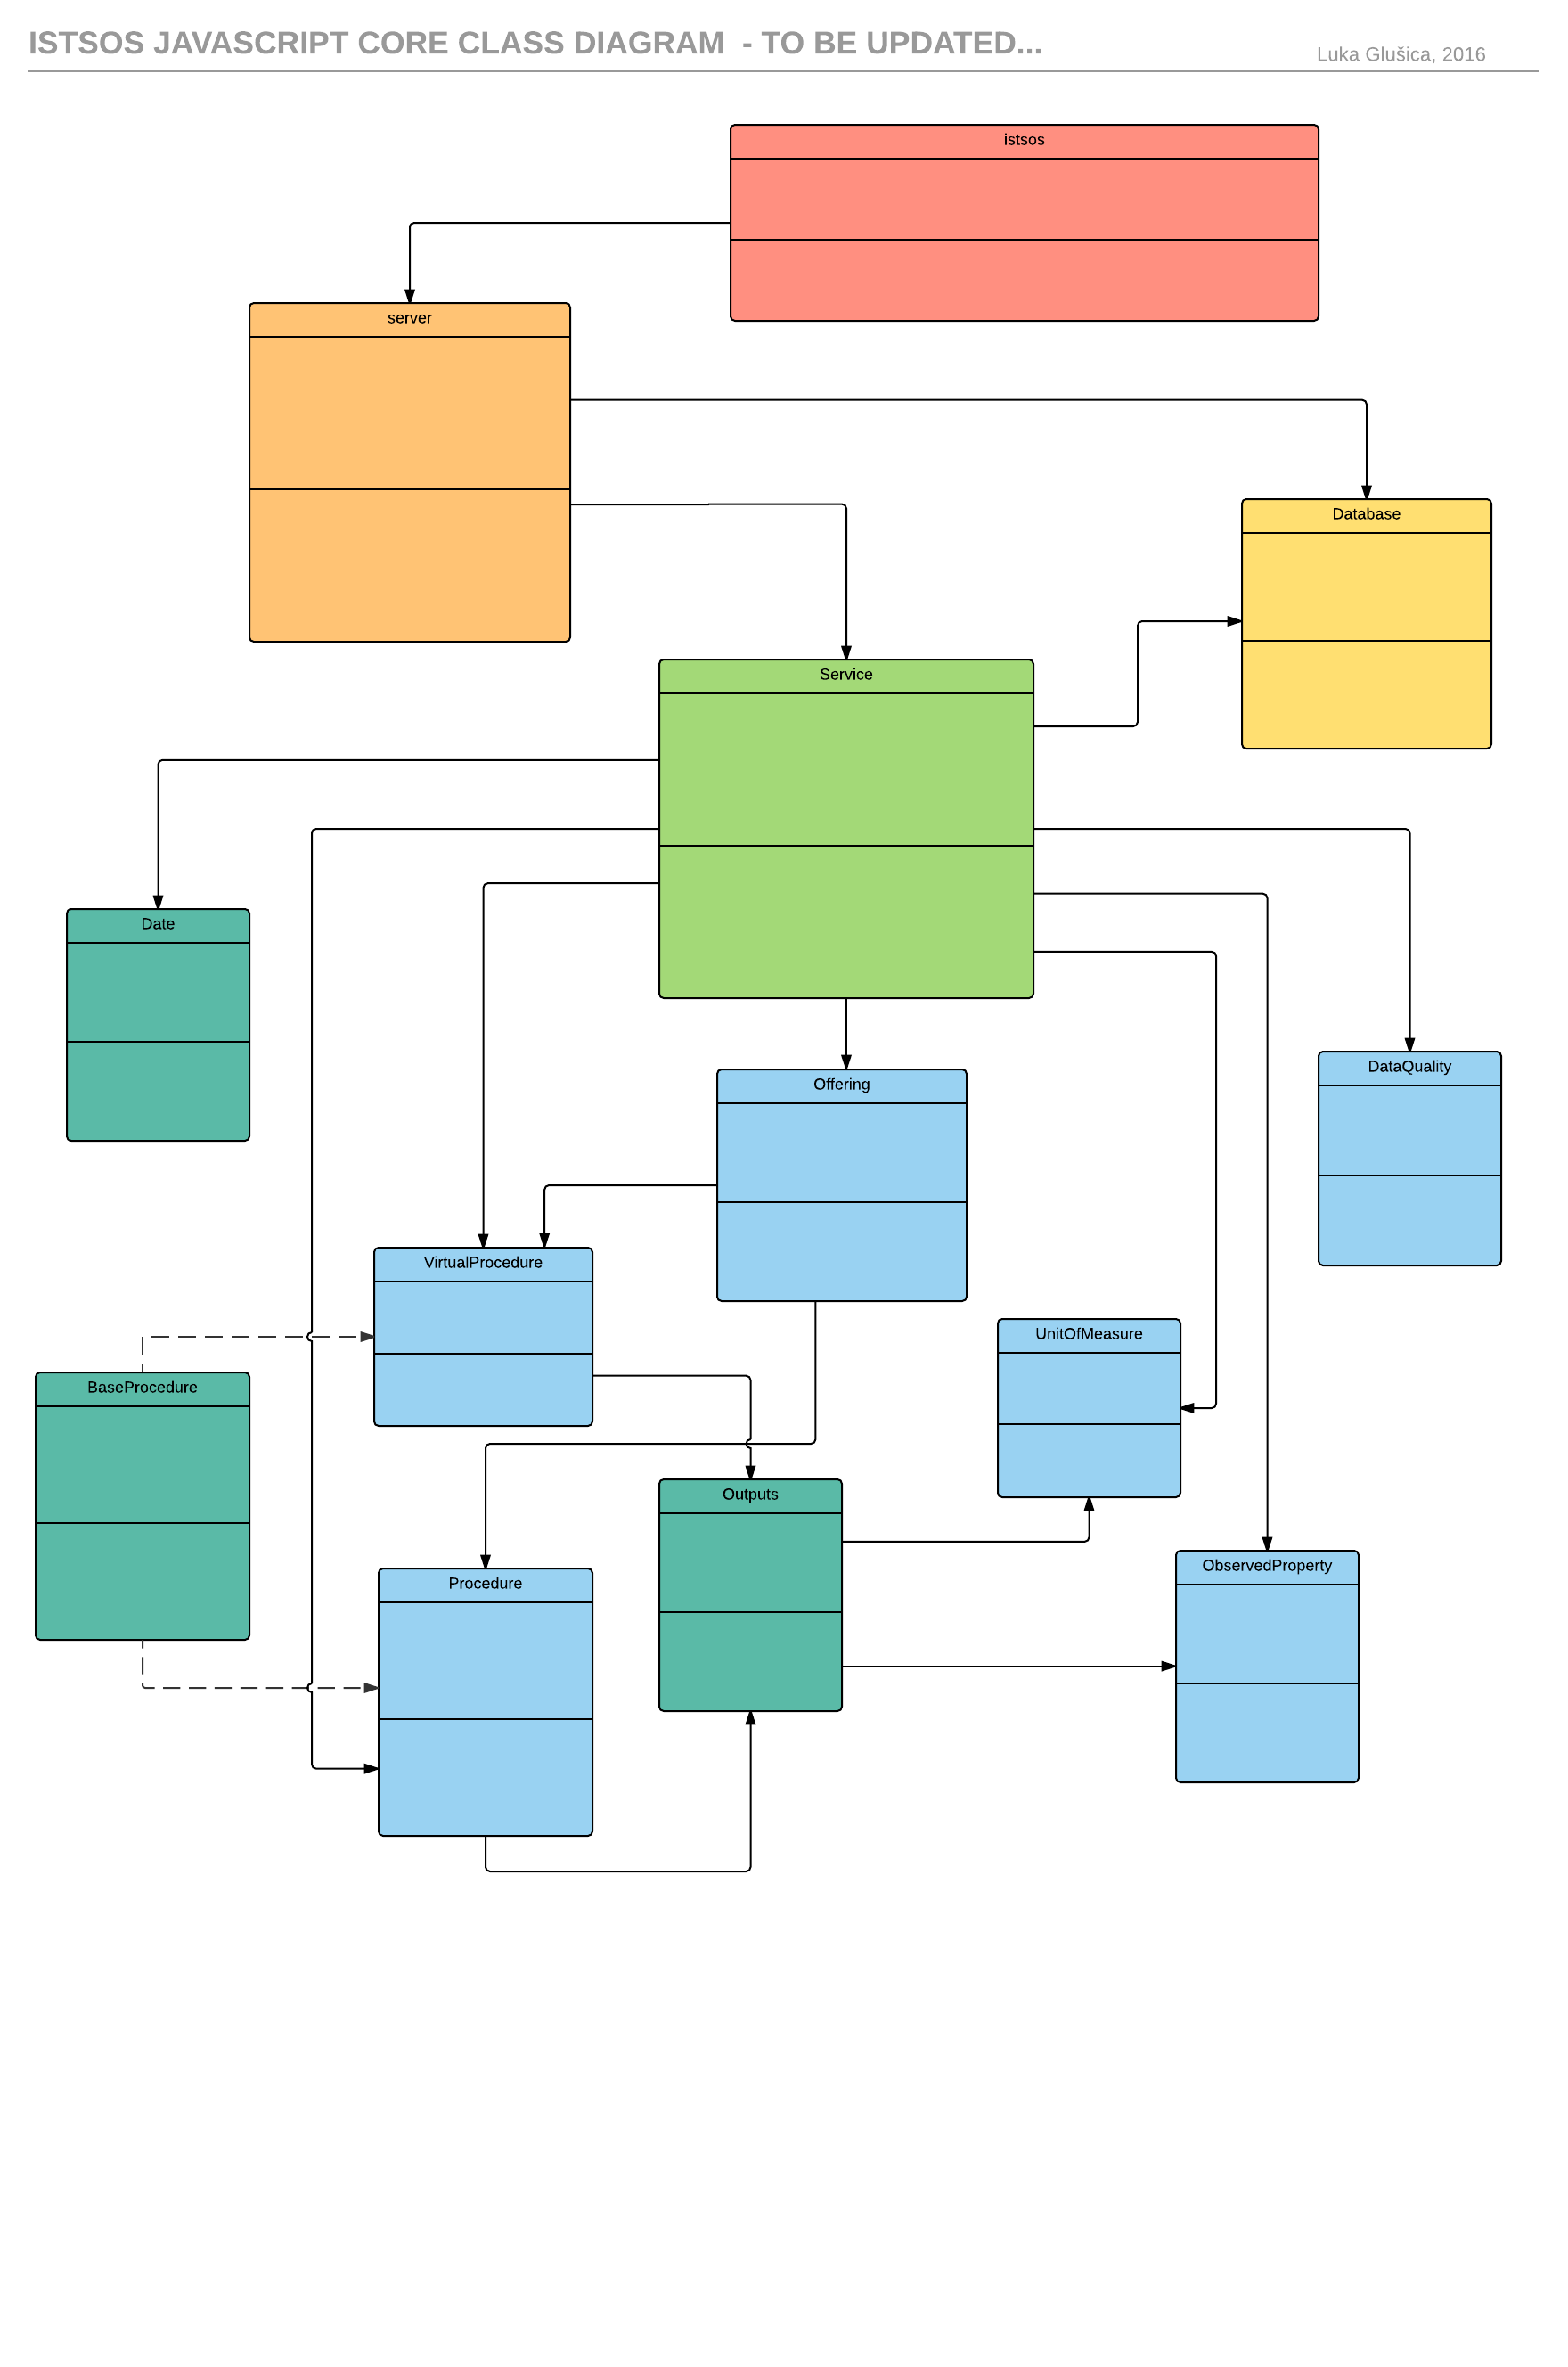 ISTSOS JAVASCRIPT CORE CLASS DIAGRAM - TO BE UPDATED...
Luka Glušica, 2016
istsos
server
Database
Service
Date
DataQuality
Offering
VirtualProcedure
UnitOfMeasure
BaseProcedure
Outputs
ObservedProperty
Procedure